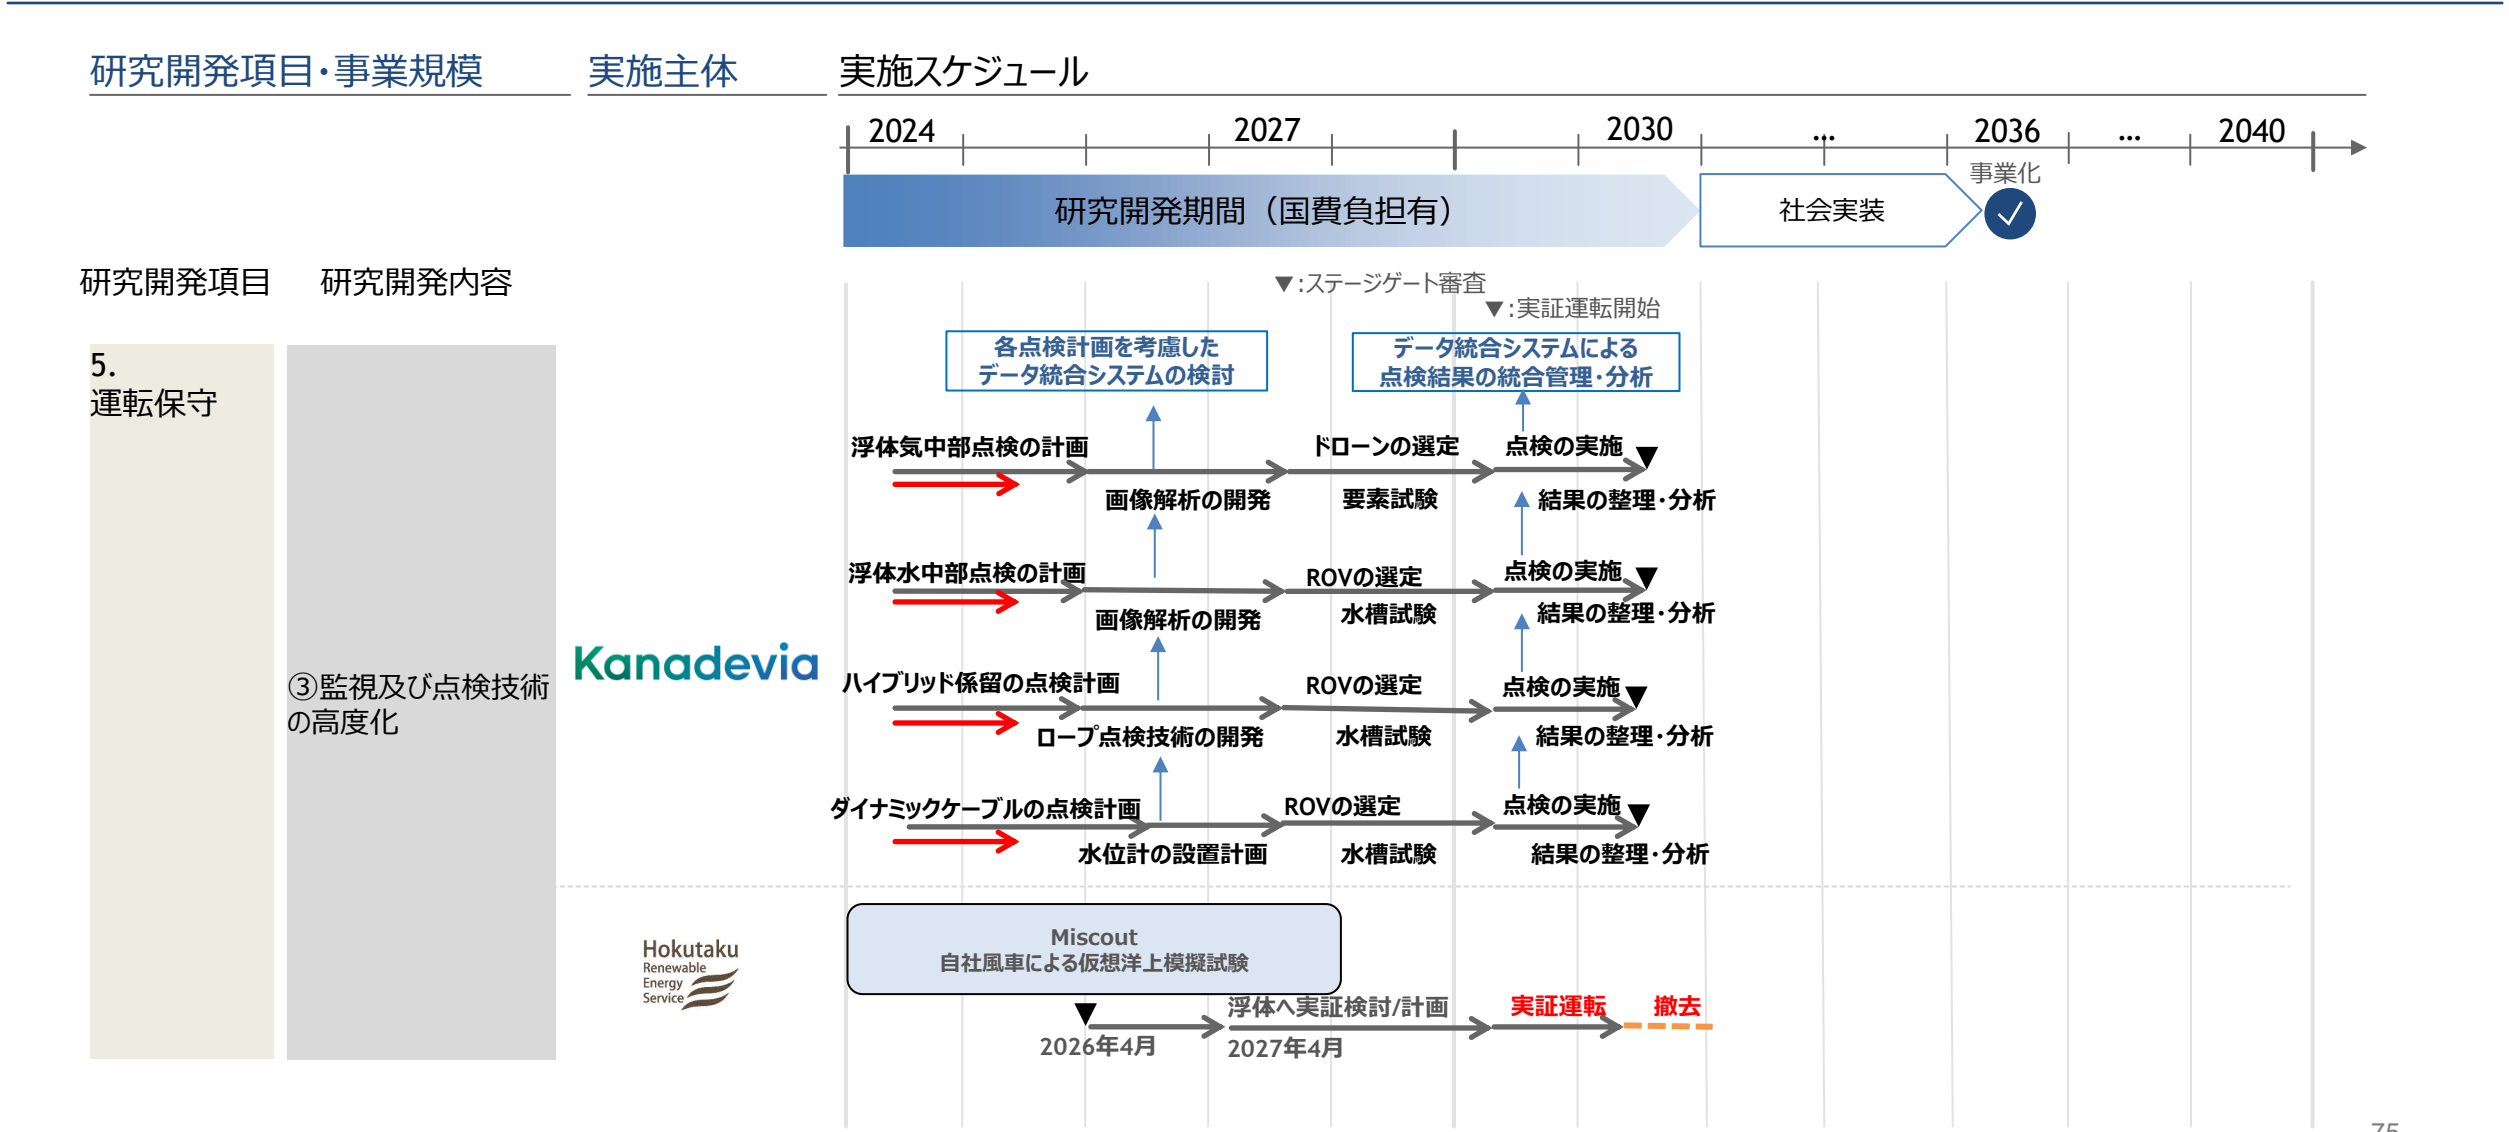 研究開発項目・事業規模
実施主体
実施スケジュール
2024
2027
2030
...
2036
...
2040
事業化
研究開発期間（国費負担有）
社会実装
研究開発項目
研究開発内容
▼:ステージゲート審査
▼:実証運転開始
5.
運転保守
③監視及び点検技術
の高度化
Kanadevia
各点検計画を考慮した
データ統合システムの検討
データ統合システムによる
点検結果の統合管理・分析
浮体気中部点検の計画
ドローンの選定
点検の実施
画像解析の開発
要素試験
結果の整理・分析
浮体水中部点検の計画
ROVの選定
点検の実施
画像解析の開発
水槽試験
結果の整理・分析
ハイブリッド係留の点検計画
ROVの選定
点検の実施
ロープ点検技術の開発
水槽試験
結果の整理・分析
ダイナミックケーブルの点検計画
ROVの選定
点検の実施
水位計の設置計画
水槽試験
結果の整理・分析
Hokutaku
Renewable
Energy
Service
Miscout
自社風車による仮想洋上模擬試験
浮体へ実証検討/計画
実証運転
撤去
2026年4月
2027年4月
75